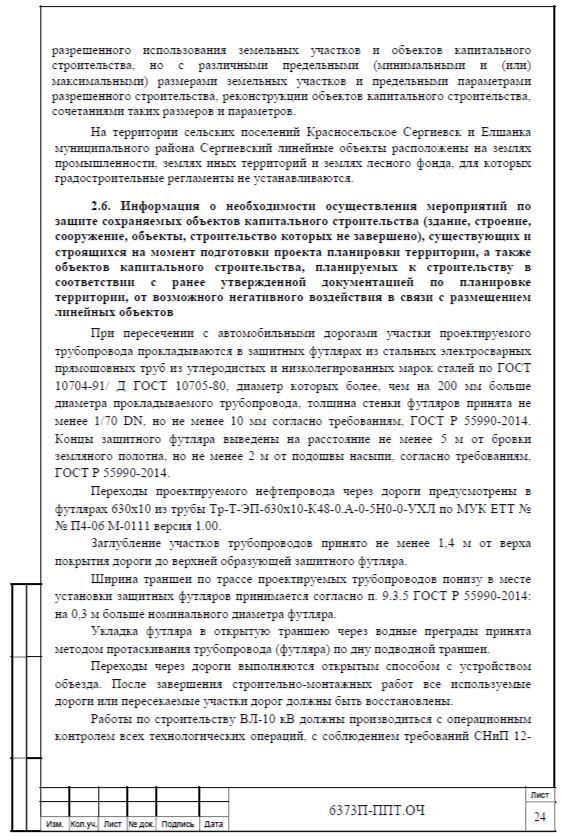 разрешенного использования земельных участков и объектов капитального
строительства, но с различными предельными (минимальными и (или)
максимальными) размерами земельных участков и предельными параметрами
разрешенного строительства, реконструкции объектов капитального строительства,
сочетаниями таких размеров и параметров.
На территории сельских поселений Красносельское Сергиевск и Елшанка
муниципального района Сергиевский линейные объекты расположены на землях
промышленности, землях иных территорий и землях лесного фонда, для которых
градостроительные регламенты не устанавливаются.
2.6. Информация о необходимости осуществления мероприятий по
защите сохраняемых объектов капитального строительства (здание, строение,
сооружение, объекты, строительство которых не завершено), существующих и
строящихся на момент подготовки проекта планировки территории, а также
объектов капитального строительства, планируемых к строительству в
соответствии с ранее утвержденной документацией по планировке
территории, от возможного негативного воздействия в связи с размещением
линейных объектов
При пересечении с автомобильными дорогами участки проектируемого
трубопровода прокладываются в защитных футлярах из стальных электросварных
прямошовных труб из углеродистых и низколегированных марок сталей по ГОСТ
10704-91/ Д ГОСТ 10705-80, диаметр которых более, чем на 200 мм больше
диаметра прокладываемого трубопровода, толщина стенки футляров принята не
менее 1/70 DN, но не менее 10 мм согласно требованиям, ГОСТ Р 55990-2014.
Концы защитного футляра выведены на расстояние не менее 5 м от бровки
земляного полотна, но не менее 2 м от подошвы насыпи, согласно требованиям,
ГОСТ Р 55990-2014.
Переходы проектируемого нефтепровода через дороги предусмотрены в
футлярах 630х10 из трубы Тр-Т-ЭП-630х10-К48-0.А-0-5Н0-0-УХЛ по МУК ЕТТ №
№ П4-06 М-0111 версия 1.00.
Заглубление участков трубопроводов принято не менее 1,4 м от верха
покрытия дороги до верхней образующей защитного футляра.
Ширина траншеи по трассе проектируемых трубопроводов понизу в месте
установки защитных футляров принимается согласно п. 9.3.5 ГОСТ Р 55990-2014:
на 0,3 м больше номинального диаметра футляра.
Укладка футляра в открытую траншею через водные преграды принята
методом протаскивания трубопровода (футляра) по дну подводной траншеи.
Переходы через дороги выполняются открытым способом с устройством
объезда. После завершения строительно-монтажных работ все используемые
дороги или пересекаемые участки дорог должны быть восстановлены.
Работы по строительству ВЛ-10 кВ должны производиться с операционным
контролем всех технологических операций, с соблюдением требований СНиП 12-
6373П-ППТ.ОЧ
Лист
24
Изм. Кол.уч. Лист № док. Подпись Дата